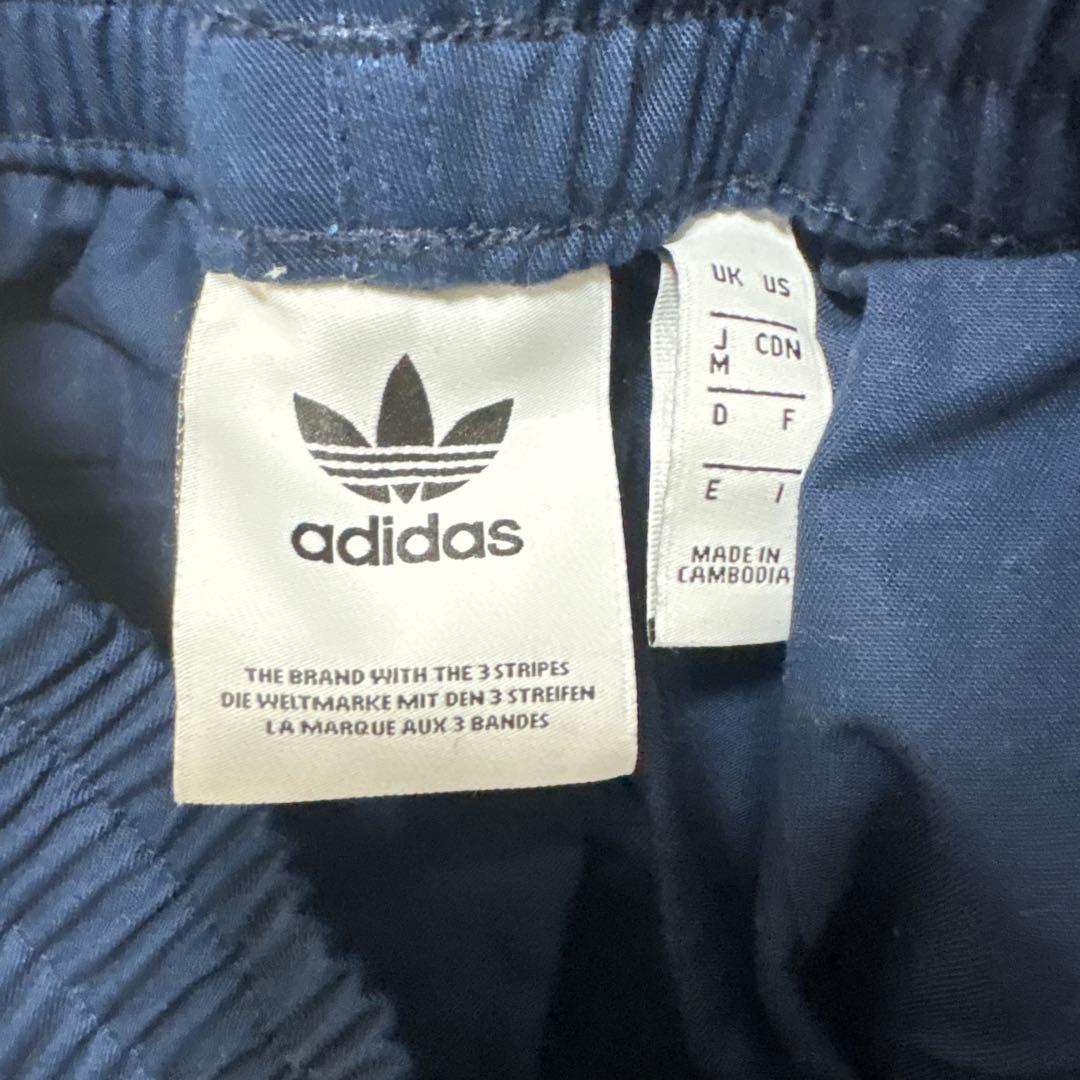 adidas
THE BRAND WITH THE 3 STRIPES
DIE WELTMARKE MIT DEN 3 STREIFEN
LA MARQUE AUX 3 BANDES
UK US
J CDN
M
D F
E I
MADE IN
CAMBODIA